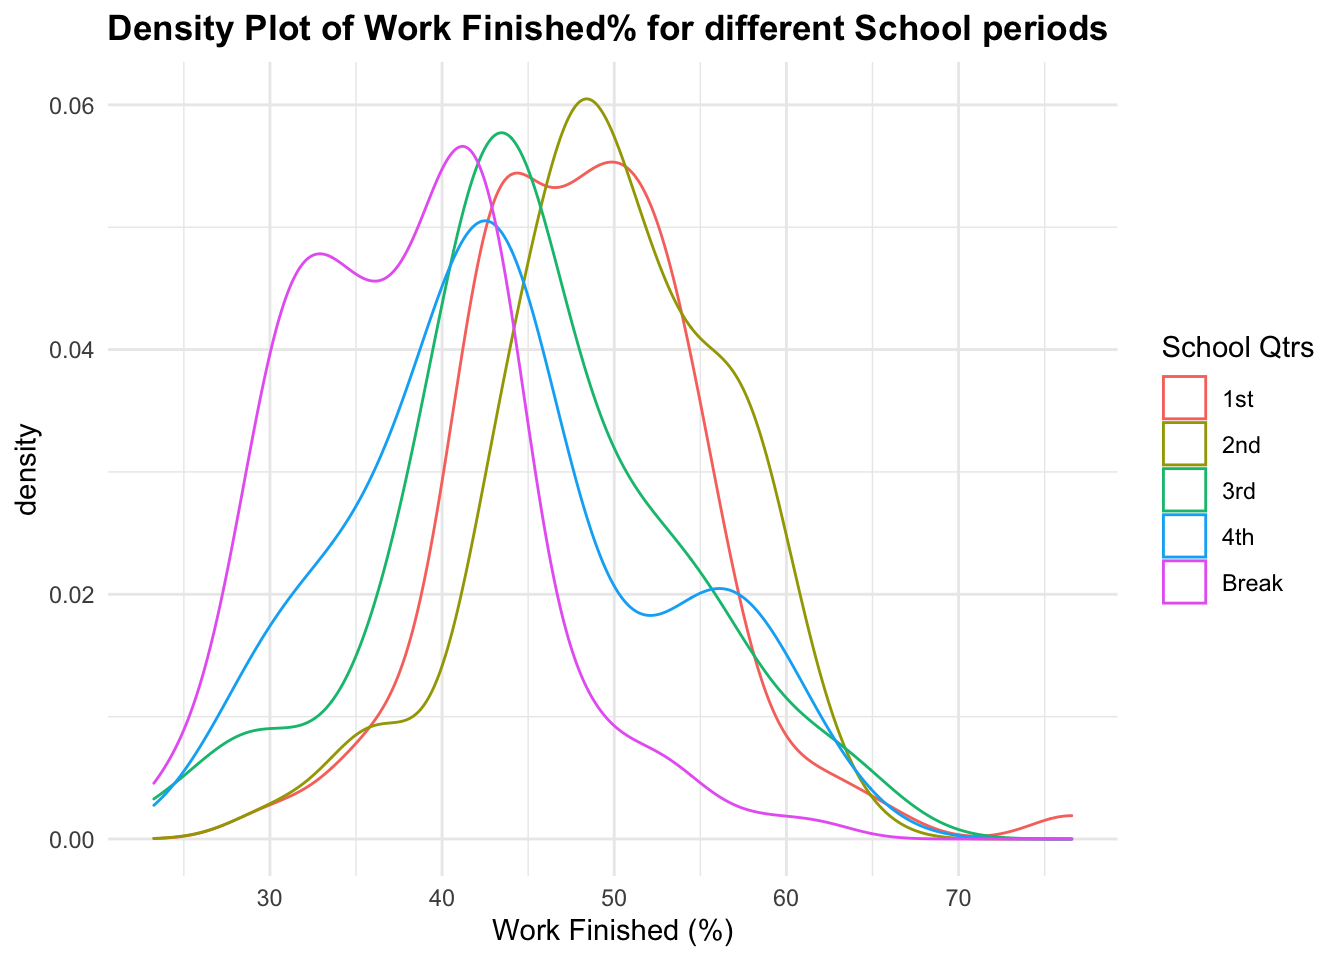 Density Plot of Work Finished% for different School periods
0.06
0.04
0.02
0.00
density
30 40 50 60 70
Work Finished (%)
School Qtrs
1st
2nd
3rd
4th
Break